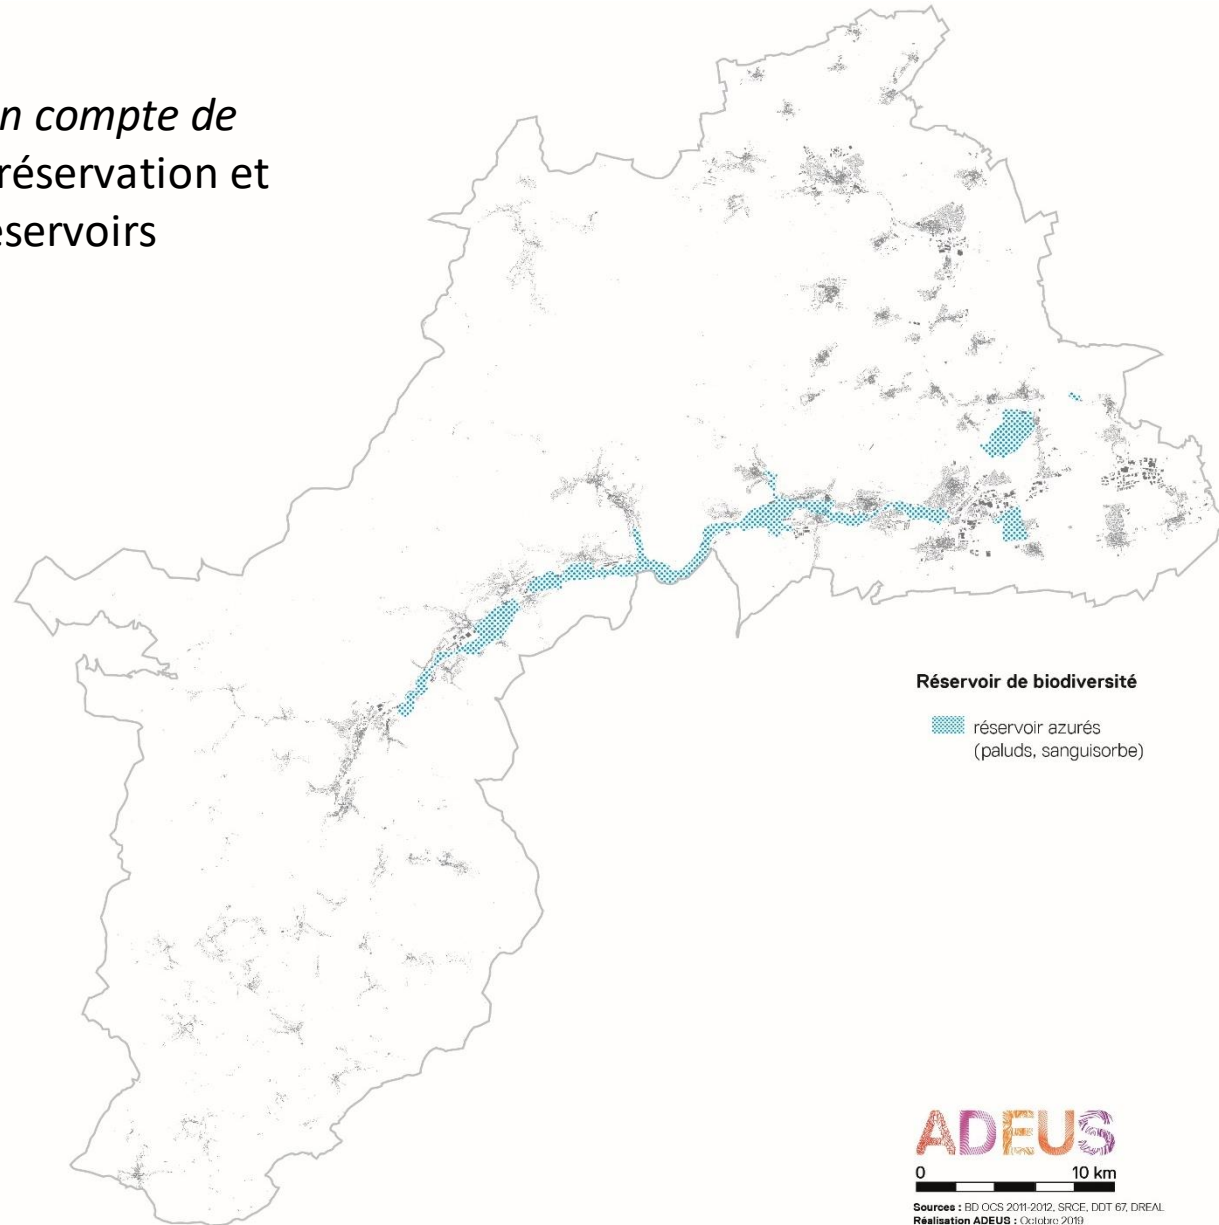 n compte de
réservation et
servoirs
Réservoir de biodiversité
réservoir azurés
(paluds, sanguisorbe)
ADEUS
0 10 km
Sources : BD OCS 2011-2012, SRCE, DDT 67, DREAL
Réalisation ADEUS : Octobre 2019